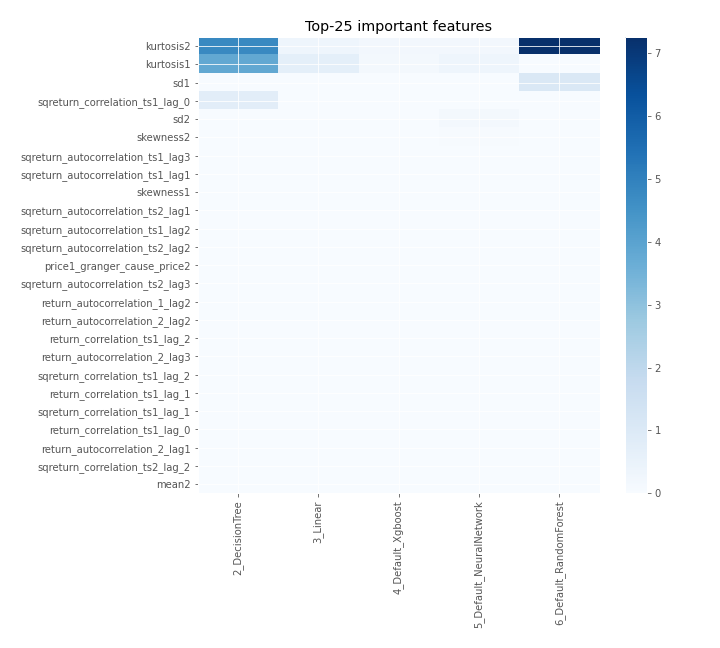 Top-25 important features
kurtosis2
kurtosis1
sd1
sqreturn_correlation_ts1_lag_0
sd2
skewness2
sqreturn_autocorrelation_ts1_lag3
sqreturn_autocorrelation_ts1_lag1
skewness1
sqreturn_autocorrelation_ts2_lag1
sqreturn_autocorrelation_ts1_lag2
sqreturn_autocorrelation_ts2_lag2
price1_granger_cause_price2
sqreturn_autocorrelation_ts2_lag3
return_autocorrelation_1_lag2
return_autocorrelation_2_lag2
return_correlation_ts1_lag_2
return_autocorrelation_2_lag3
sqreturn_correlation_ts1_lag_2
return_correlation_ts1_lag_1
sqreturn_correlation_ts1_lag_1
return_correlation_ts1_lag_0
return_autocorrelation_2_lag1
sqreturn_correlation_ts2_lag_2
mean2
2_DecisionTree
3_Linear
4_Default_Xgboost
5_Default_NeuralNetwork
6_Default_RandomForest
7
6
5
4
3
2
1
0